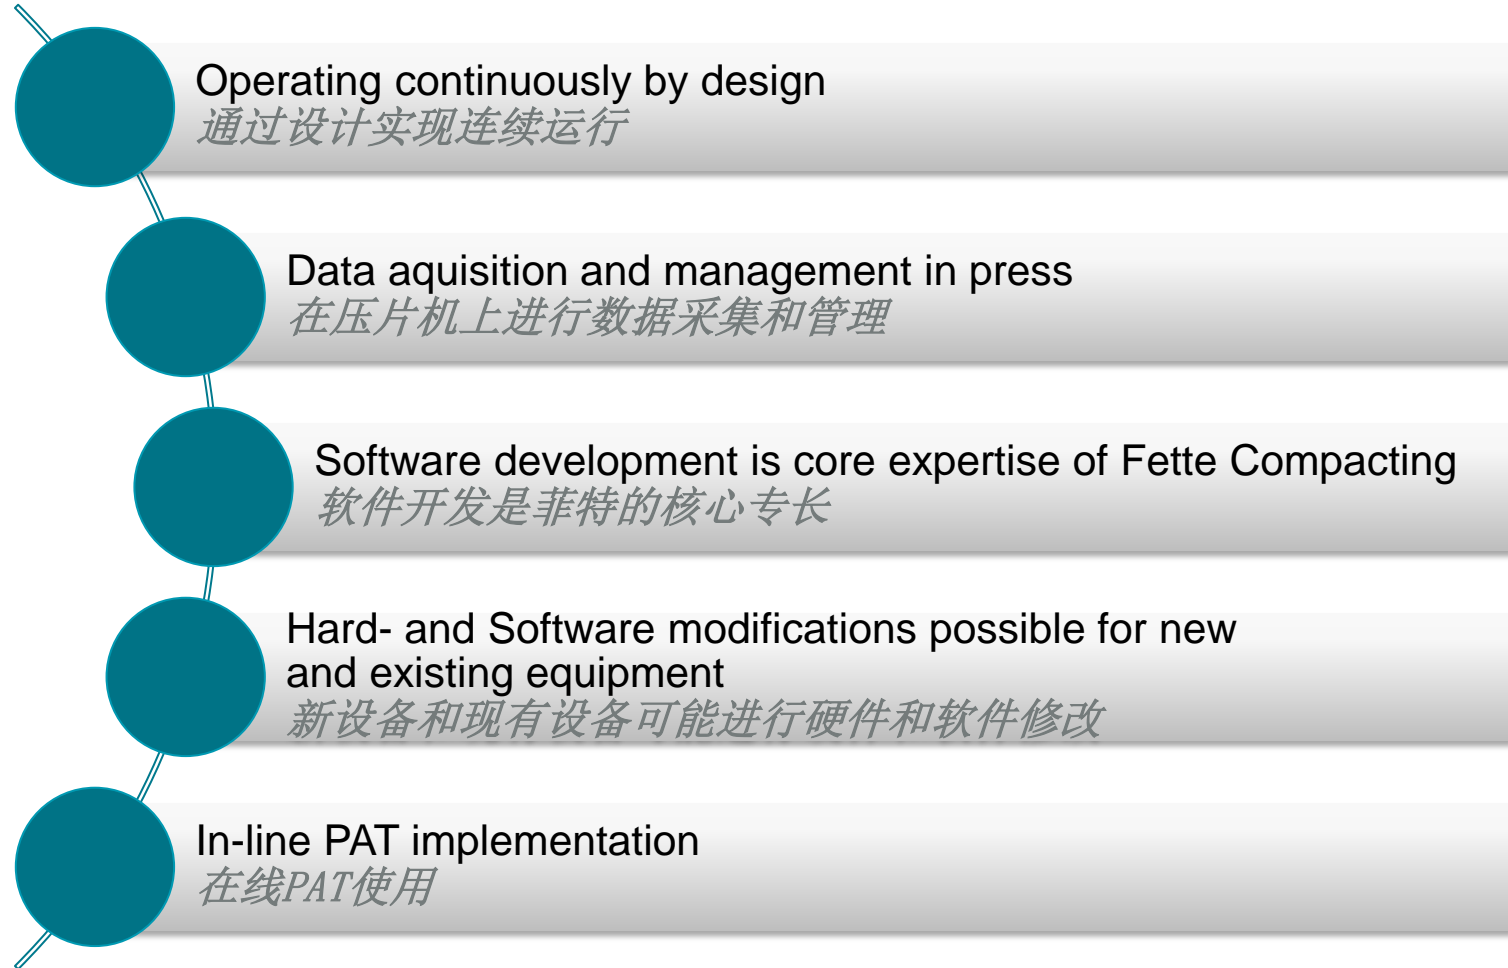 Operating continuously by design
通过设计实现连续运行
Data aquisition and management in press
在压片机上进行数据采集和管理
Software development is core expertise of Fette Compacting
软件开发是菲特的核心专长
Hard- and Software modifications possible for new
and existing equipment
新设备和现有设备可能进行硬件和软件修改
In-line PAT implementation
在线PAT使用